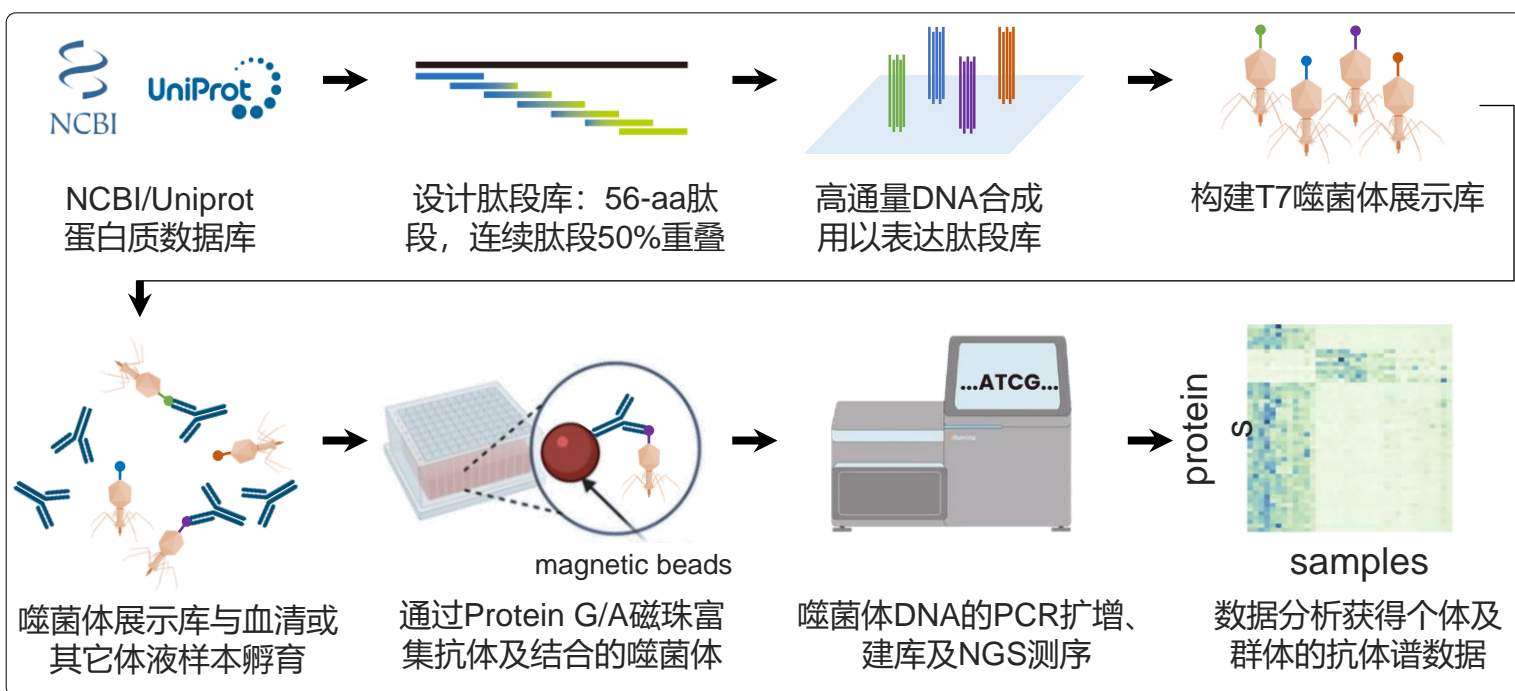 NCBI
UniProt
NCBI/Uniprot
蛋白质数据库
设计肽段库：56-aa肽
段，连续肽段50%重叠
高通量DNA合成
用以表达肽段库
构建T7噬菌体展示库
噬菌体展示库与血清或
其它体液样本孵育
magnetic beads
通过Protein G/A磁珠富
集抗体及结合的噬菌体
...ATCG...
噬菌体DNA的PCR扩增、
建库及NGS测序
protein
s
samples
数据分析获得个体及
群体的抗体谱数据